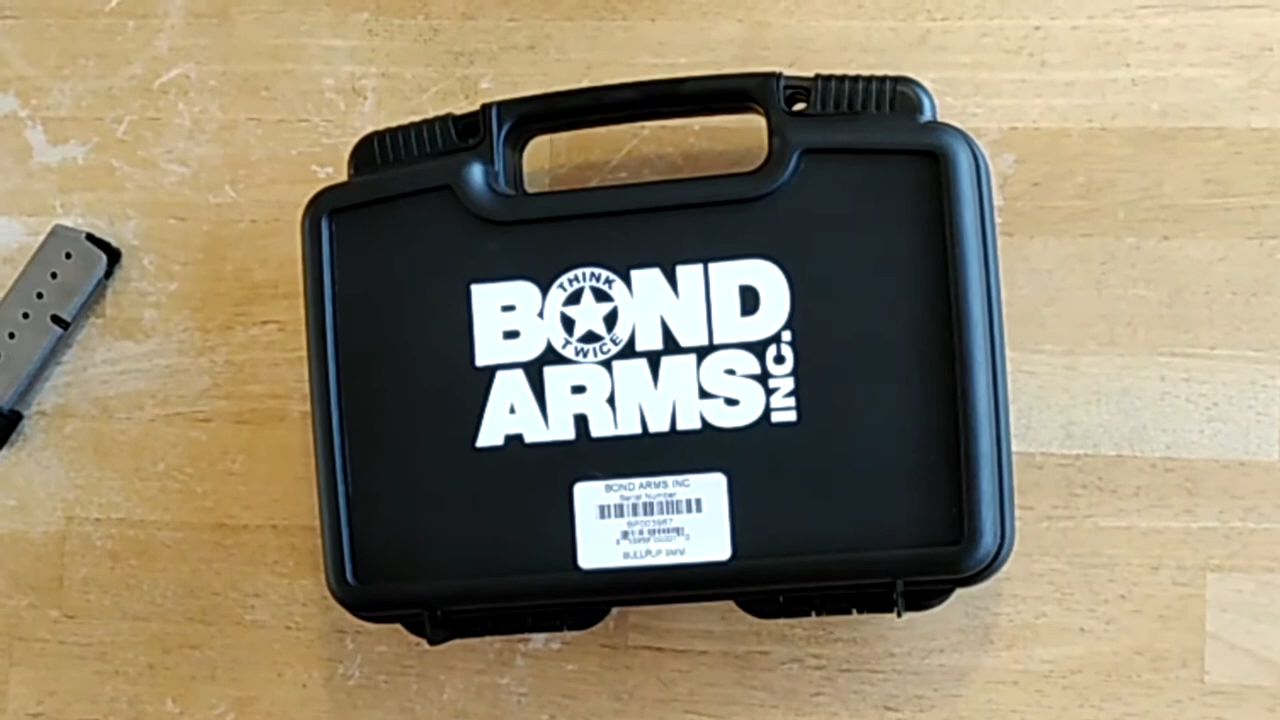 BOND
THINK
TWICE
ARMS
INC.
BOND ARMS INC
Serial Number
BULLPUP 9MM